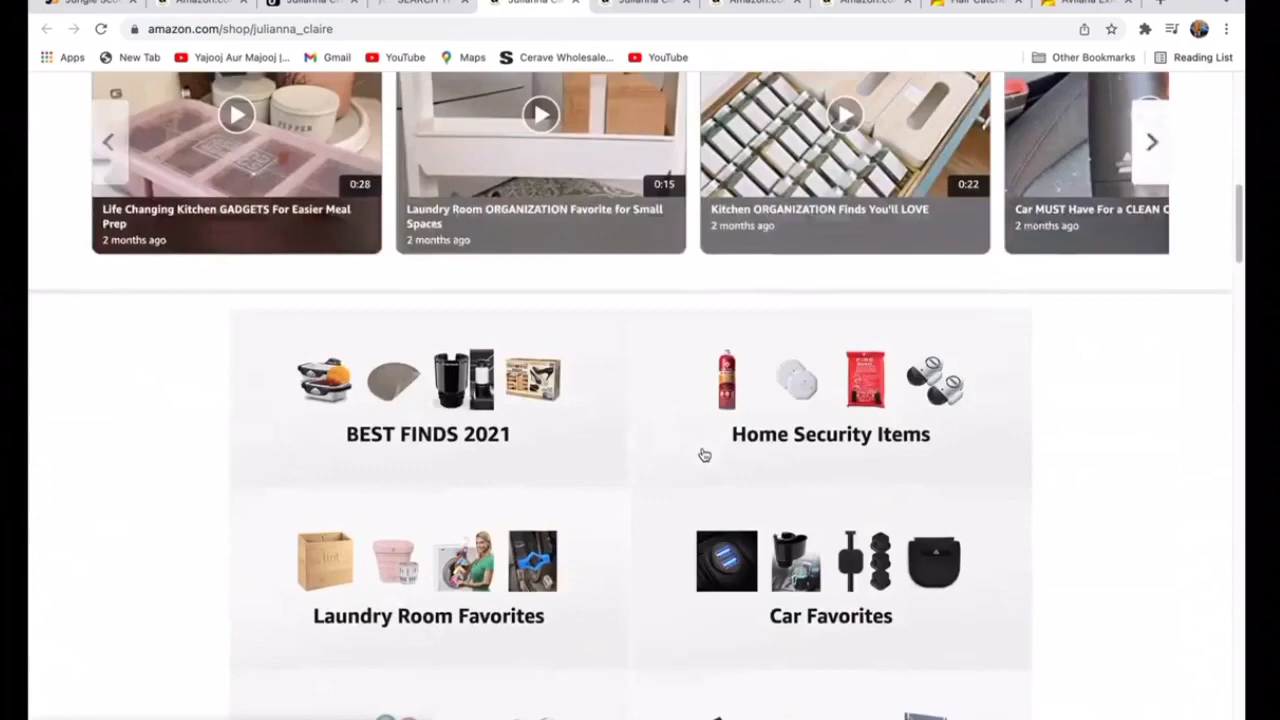 amazon.com/shop/julianna_claire
Apps
New Tab
Yajooj Aur Majooj |...
Gmail
YouTube
Maps
Cerave Wholesale...
YouTube
Other Bookmarks
Reading List
PEPPER
0:28
0:15
0:22
Life Changing Kitchen GADGETS For Easier Meal
Prep
2 months ago
Laundry Room ORGANIZATION Favorite for Small
Spaces
2 months ago
Kitchen ORGANIZATION Finds You'll LOVE
2 months ago
Car MUST Have For a CLEAN C
2 months ago
BEST FINDS 2021
Home Security Items
lint
Laundry Room Favorites
Car Favorites